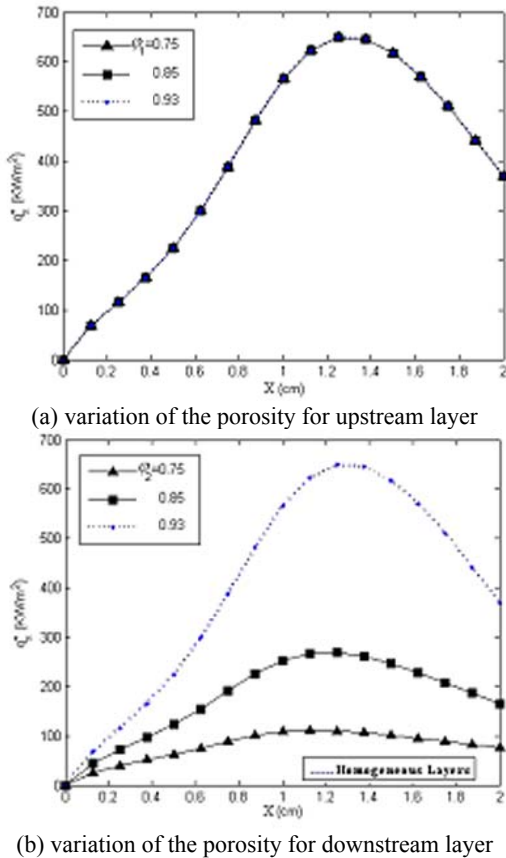 700
600
500
400
300
200
100
0
φ₁=0.75
0.85
0.93
0 0.2 0.4 0.6 0.8 1 1.2 1.4 1.6 1.8 2
X (cm)
(a) variation of the porosity for upstream layer
700
600
500
400
300
200
100
0
φ₂=0.75
0.85
0.93
Homogeneous Layers
0 0.2 0.4 0.6 0.8 1 1.2 1.4 1.6 1.8 2
X (cm)
(b) variation of the porosity for downstream layer